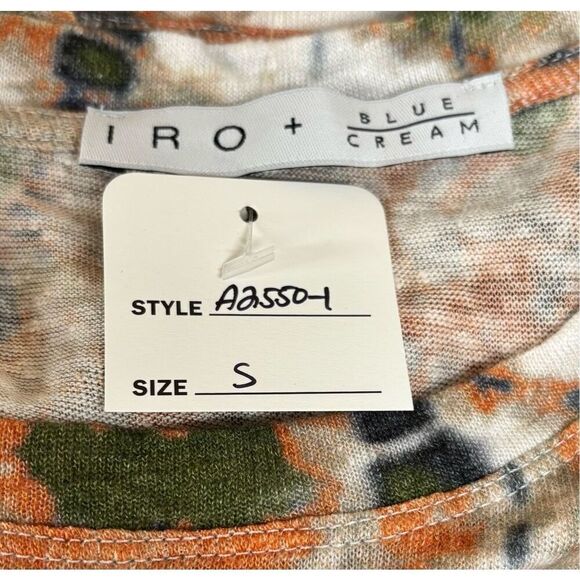 IRO + BLUE CREAM
STYLE A2550-1
SIZE S